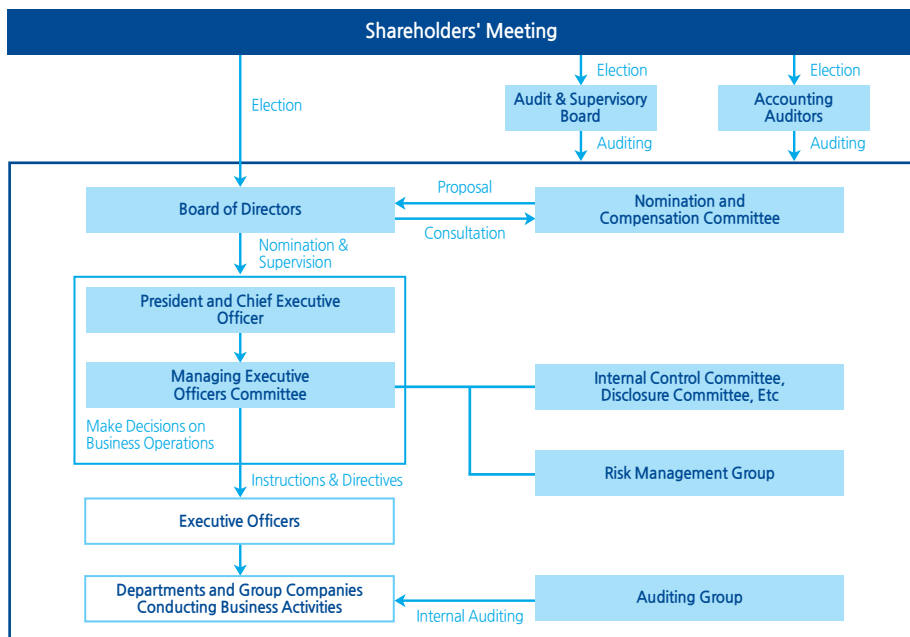 Shareholders' Meeting
Election
Election
Election
Audit & Supervisory
Board
Accounting
Auditors
Auditing
Auditing
Board of Directors
Proposal
Consultation
Nomination and
Compensation Committee
Nomination &
Supervision
President and Chief Executive
Officer
Managing Executive
Officers Committee
Internal Control Committee,
Disclosure Committee, Etc
Make Decisions on
Business Operations
Risk Management Group
Instructions & Directives
Executive Officers
Departments and Group Companies
Conducting Business Activities
Internal Auditing
Auditing Group